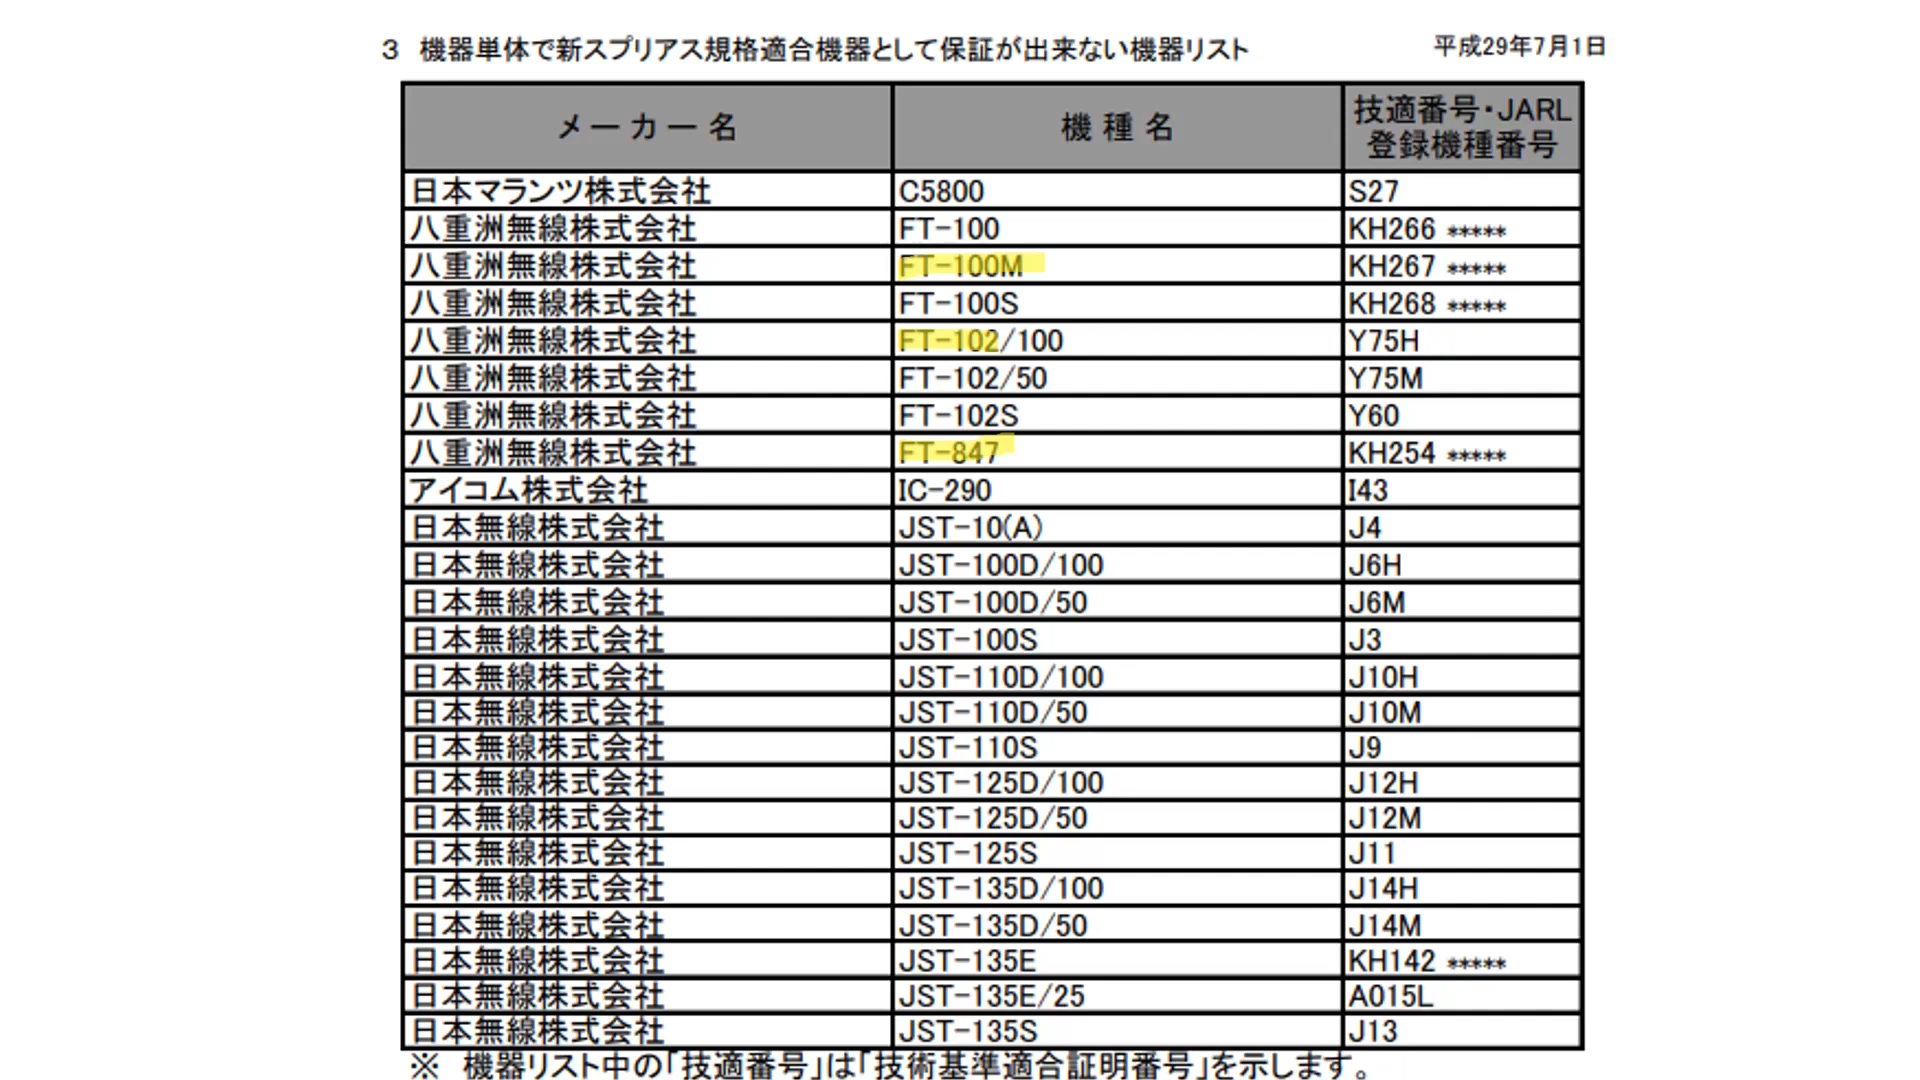 3 機器単体で新スプリアス規格適合機器として保証が出来ない機器リスト 平成29年7月1日
メーカー名 機種名 技適番号・JARL登録機種番号
日本マランツ株式会社 C5800 S27
八重洲無線株式会社 FT-100 KH266 *****
八重洲無線株式会社 FT-100M KH267 *****
八重洲無線株式会社 FT-100S KH268 *****
八重洲無線株式会社 FT-102/100 Y75H
八重洲無線株式会社 FT-102/50 Y75M
八重洲無線株式会社 FT-102S Y60
八重洲無線株式会社 FT-847 KH254 *****
アイコム株式会社 IC-290 I43
日本無線株式会社 JST-10(A) J4
日本無線株式会社 JST-100D/100 J6H
日本無線株式会社 JST-100D/50 J6M
日本無線株式会社 JST-100S J3
日本無線株式会社 JST-110D/100 J10H
日本無線株式会社 JST-110D/50 J10M
日本無線株式会社 JST-110S J9
日本無線株式会社 JST-125D/100 J12H
日本無線株式会社 JST-125D/50 J12M
日本無線株式会社 JST-125S J11
日本無線株式会社 JST-135D/100 J14H
日本無線株式会社 JST-135D/50 J14M
日本無線株式会社 JST-135E KH142 *****
日本無線株式会社 JST-135E/25 A015L
日本無線株式会社 JST-135S J13
※ 機器リスト中の「技適番号」は「技術基準適合証明番号」を示します。